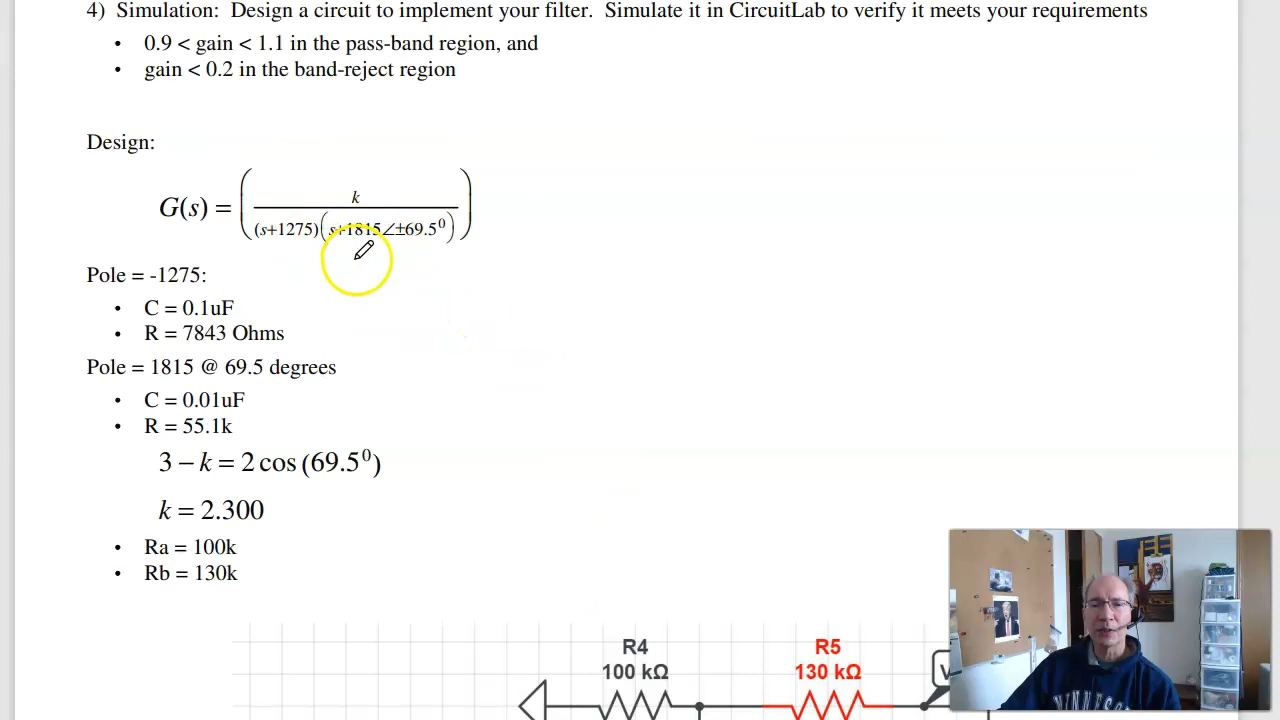 4) Simulation: Design a circuit to implement your filter. Simulate it in CircuitLab to verify it meets your requirements
• 0.9 < gain < 1.1 in the pass-band region, and
• gain < 0.2 in the band-reject region
Design:
G(s) = (k / ((s+1275)(s+1815∠±69.5⁰)))
Pole = -1275:
• C = 0.1uF
• R = 7843 Ohms
Pole = 1815 @ 69.5 degrees
• C = 0.01uF
• R = 55.1k
3 − k = 2 cos (69.5⁰)
k = 2.300
• Ra = 100k
• Rb = 130k
R4 R5
100 kΩ 130 kΩ